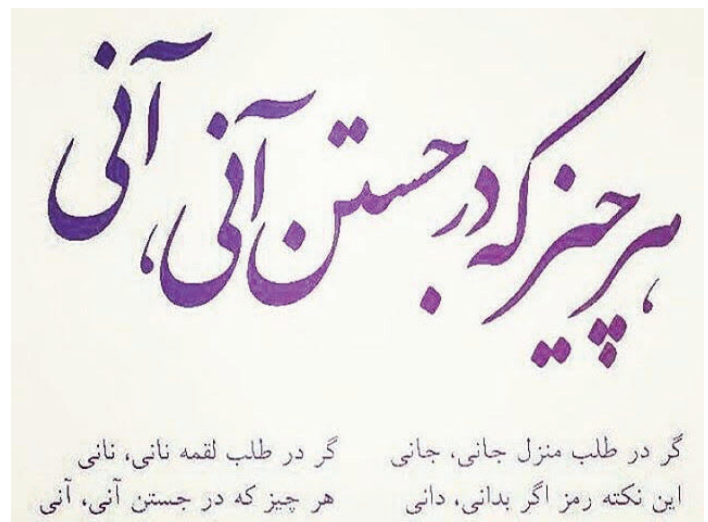 هر چیز که در جستن آنی، آنی
گر در طلب منزل جانی، جانی گر در طلب لقمه نانی، نانی
این نکته رمز اگر بدانی، دانی هر چیز که در جستن آنی، آنی